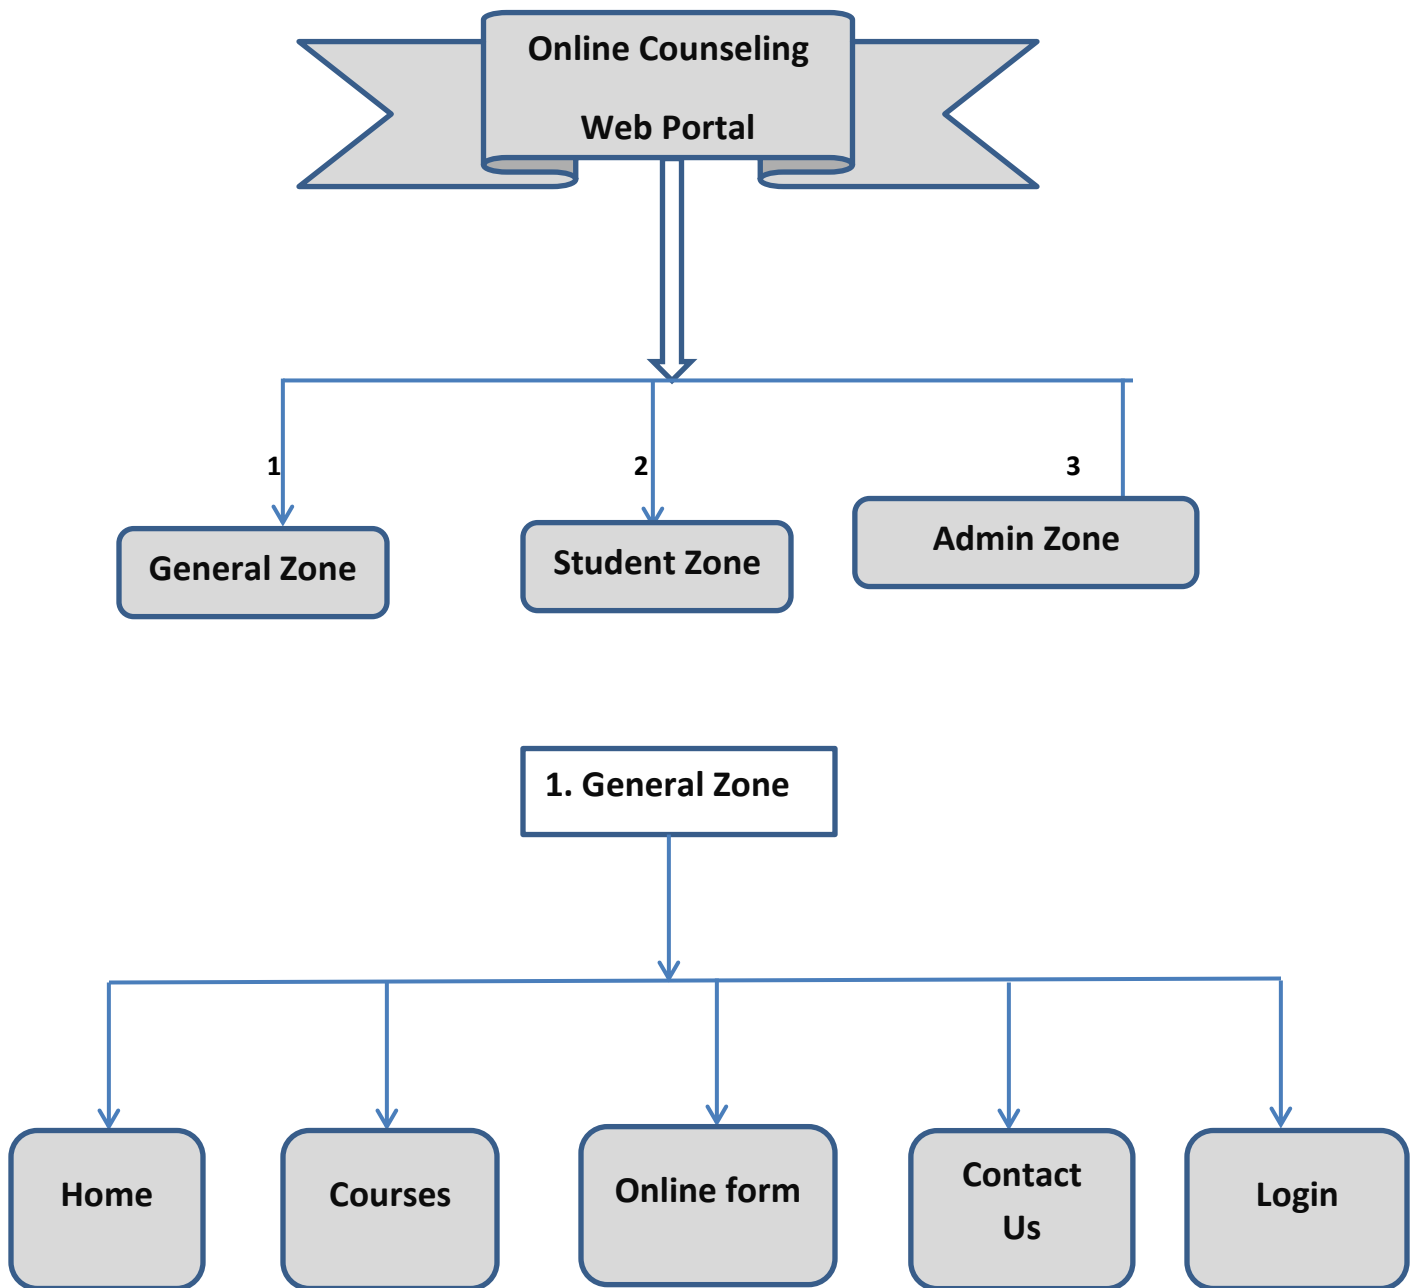 Online Counseling
Web Portal
1
2
3
General Zone
Student Zone
Admin Zone
1. General Zone
Home
Courses
Online form
Contact
Us
Login